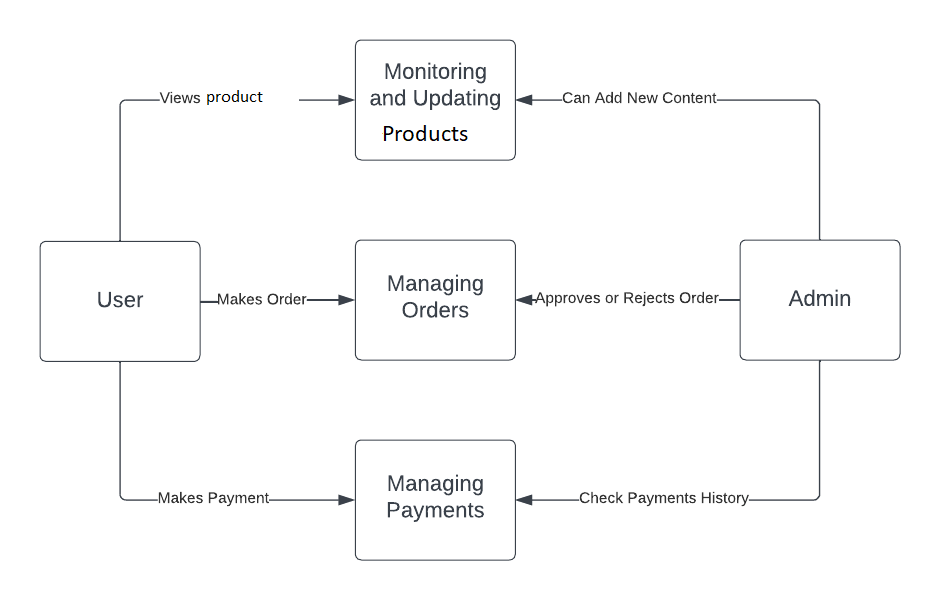 Monitoring
and Updating
Products
Views product
Can Add New Content
User
Makes Order
Managing
Orders
Approves or Rejects Order
Admin
Makes Payment
Managing
Payments
Check Payments History